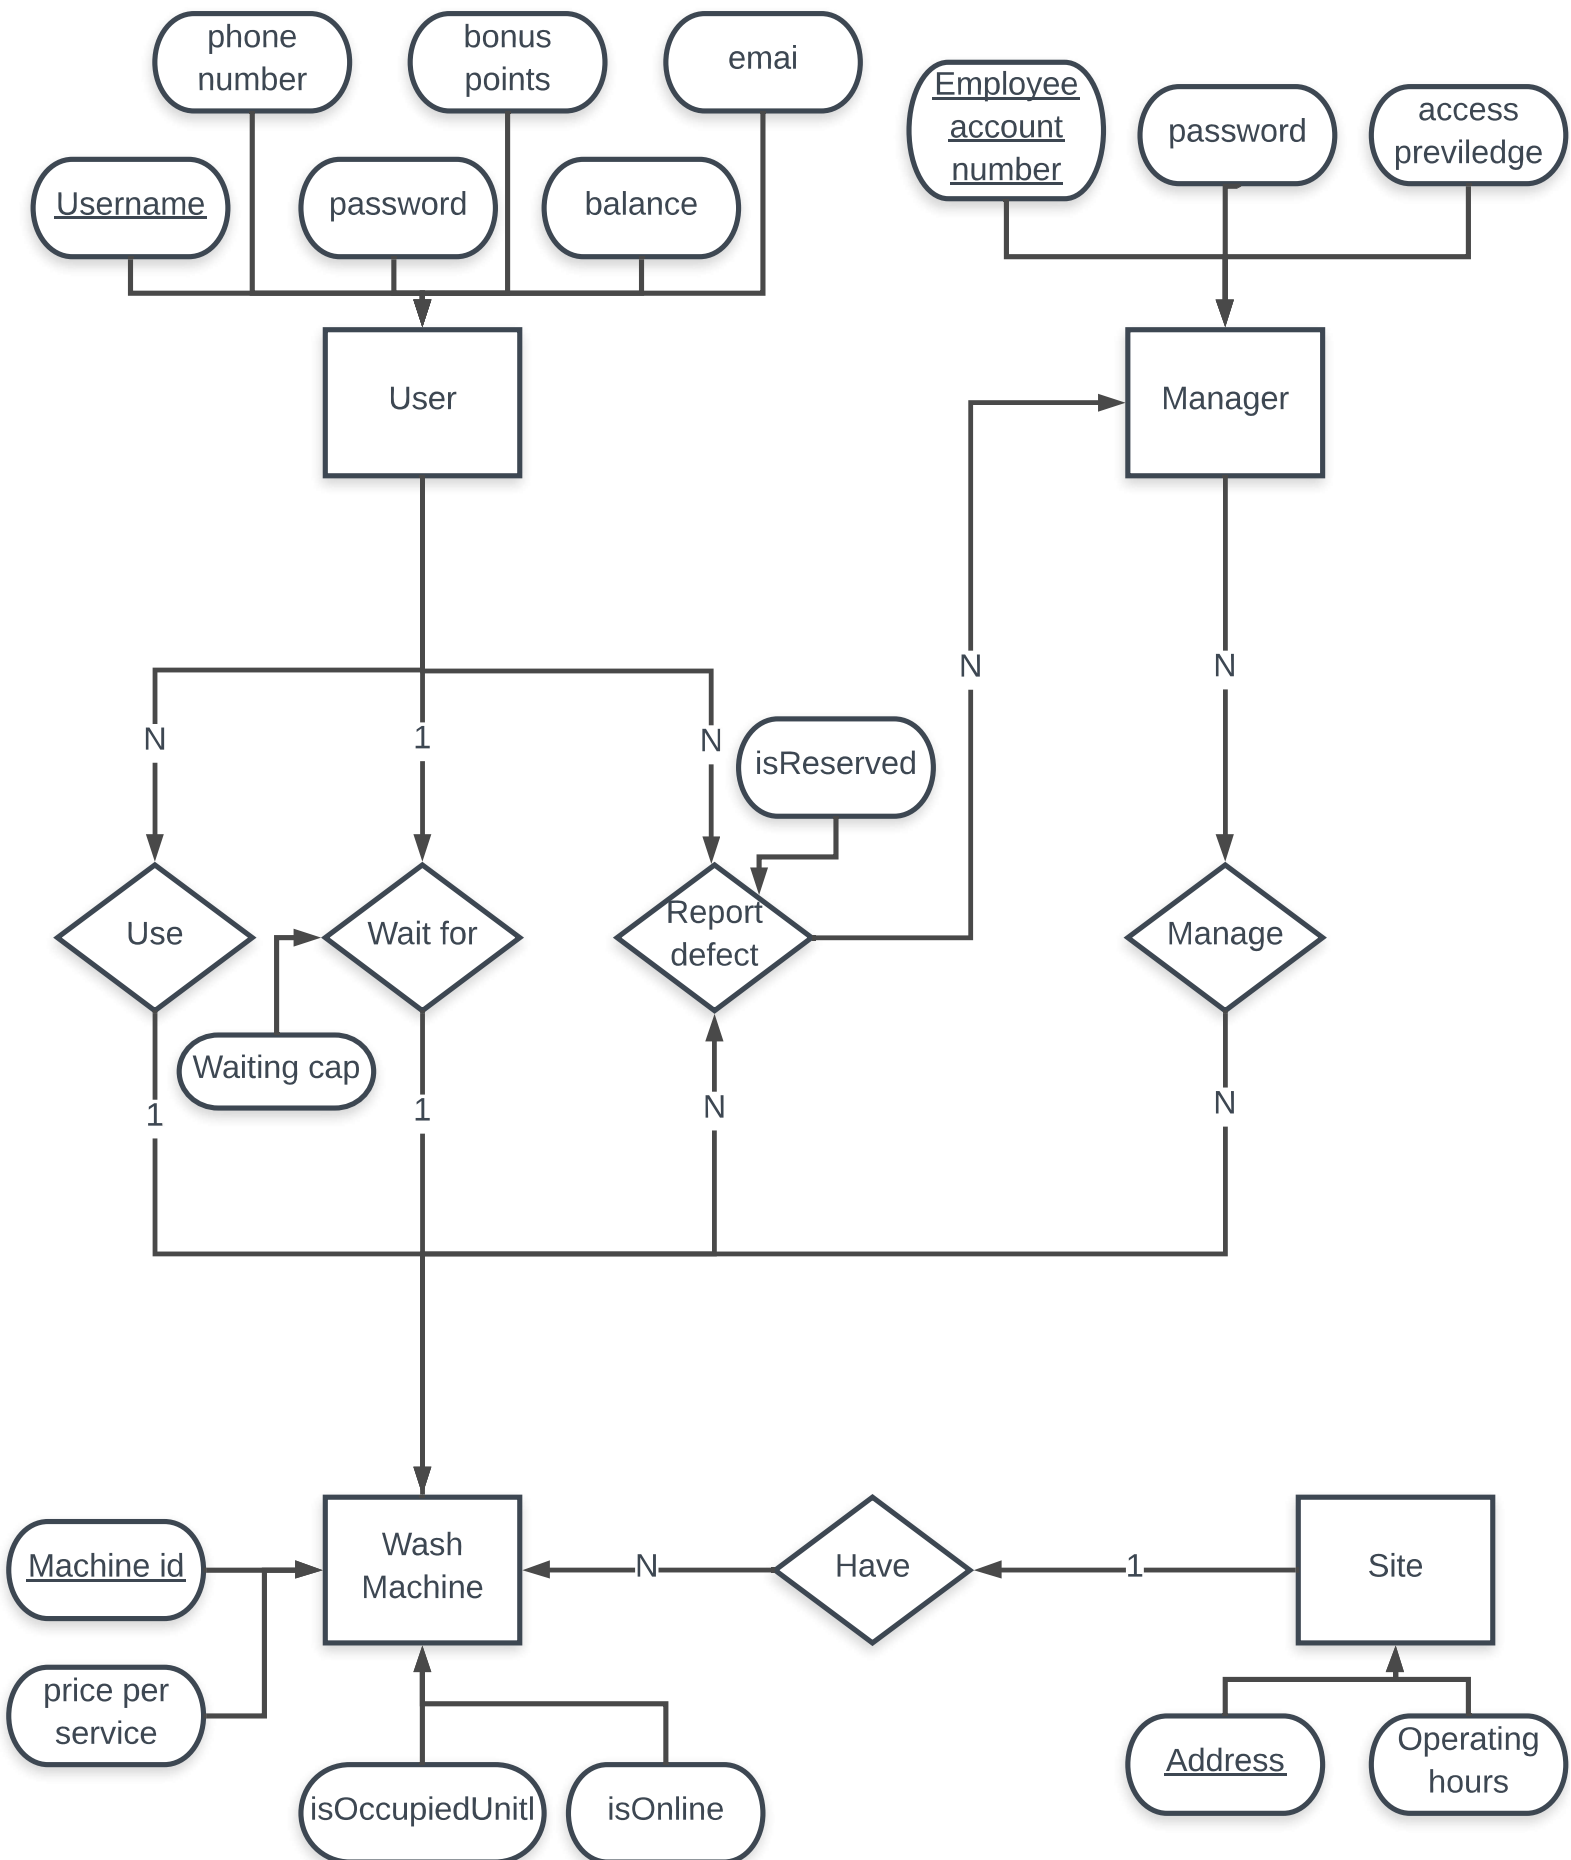 phone
number
bonus
points
emai
Employee
account
number
password
access
previledge
Username
password
balance
User
Manager
N
N
N
1
N
isReserved
Use
Wait for
Report
defect
Manage
Waiting cap
1
1
N
N
Wash
Machine
Have
Site
N
1
Machine id
price per
service
isOccupiedUnitl
isOnline
Address
Operating
hours